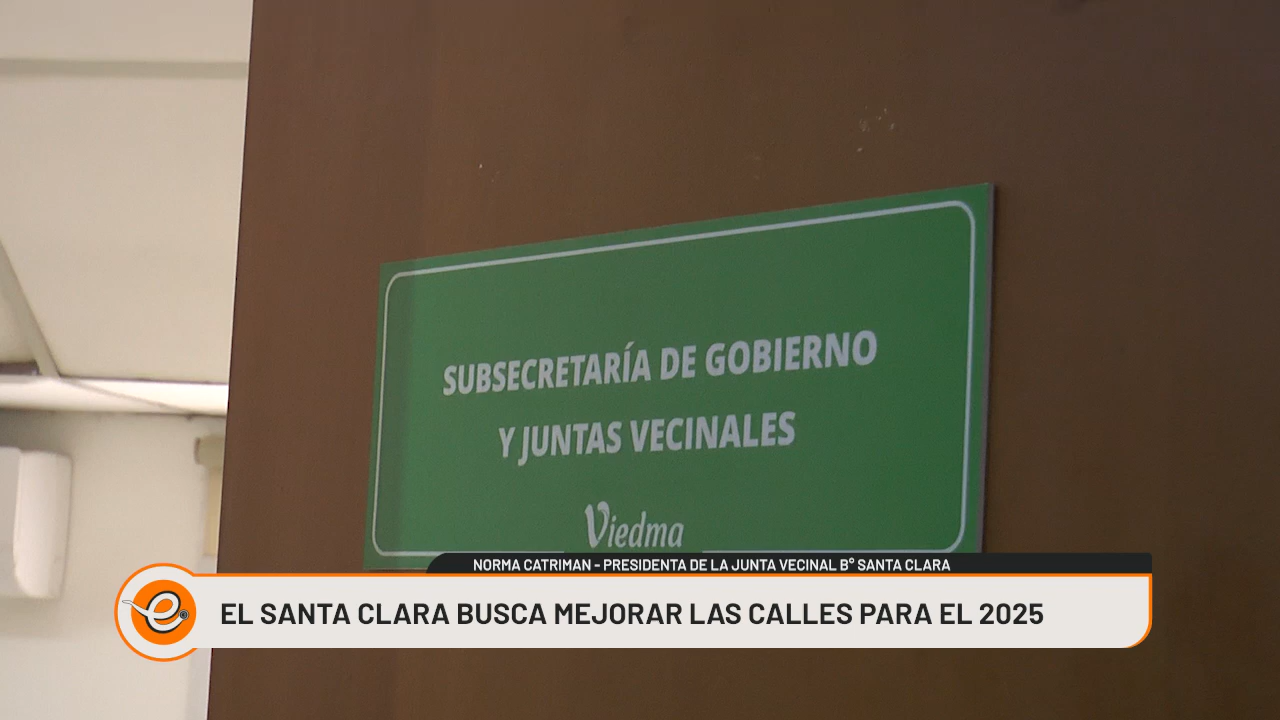 SUBSECRETARÍA DE GOBIERNO
Y JUNTAS VECINALES
Viedma
NORMA CATRIMAN - PRESIDENTA DE LA JUNTA VECINAL B° SANTA CLARA
EL SANTA CLARA BUSCA MEJORAR LAS CALLES PARA EL 2025